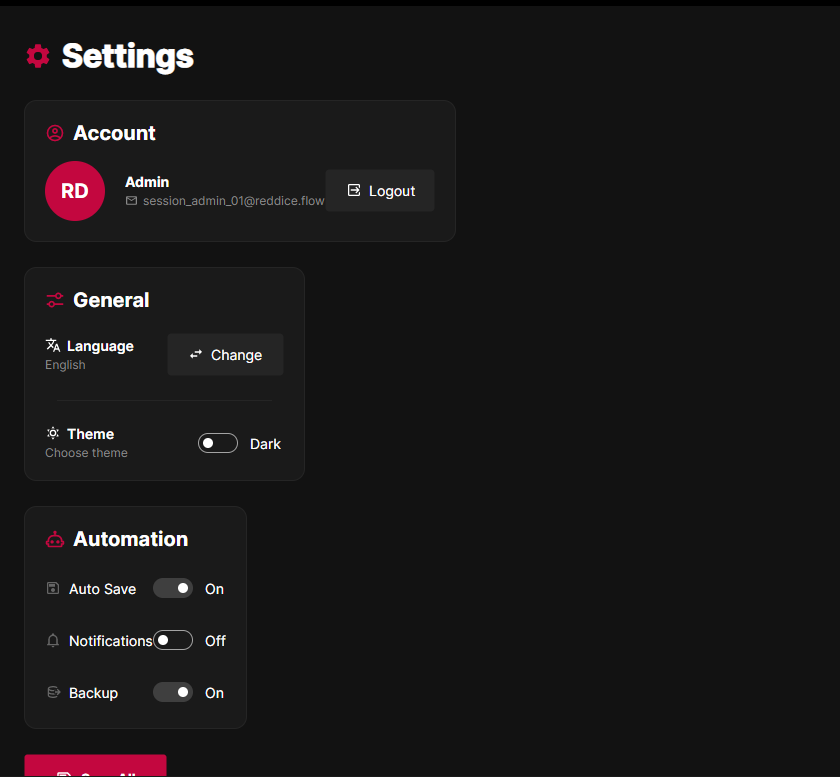 Settings
Account
RD
Admin
session_admin_01@reddice.flow
Logout
General
Language
English
Change
Theme
Choose theme
Dark
Automation
Auto Save
On
Notifications
Off
Backup
On